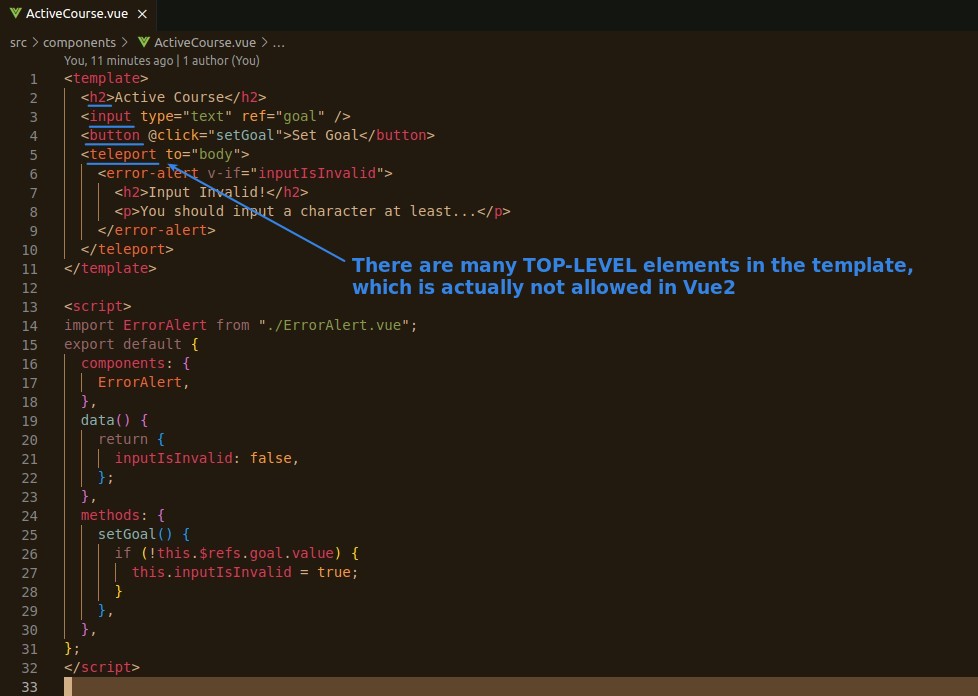 ActiveCourse.vue ×
src > components > ActiveCourse.vue > ...
You, 11 minutes ago | 1 author (You)
1 <template>
2 <h2>Active Course</h2>
3 <input type="text" ref="goal" />
4 <button @click="setGoal">Set Goal</button>
5 <teleport to="body">
6 <error-alert v-if="inputIsInvalid">
7 <h2>Input Invalid!</h2>
8 <p>You should input a character at least...</p>
9 </error-alert>
10 </teleport>
11 </template>
There are many TOP-LEVEL elements in the template,
which is actually not allowed in Vue2
12
13 <script>
14 import ErrorAlert from "./ErrorAlert.vue";
15 export default {
16 components: {
17 ErrorAlert,
18 },
19 data() {
20 return {
21 inputIsInvalid: false,
22 };
23 },
24 methods: {
25 setGoal() {
26 if (!this.$refs.goal.value) {
27 this.inputIsInvalid = true;
28 }
29 },
30 },
31 };
32 </script>
33